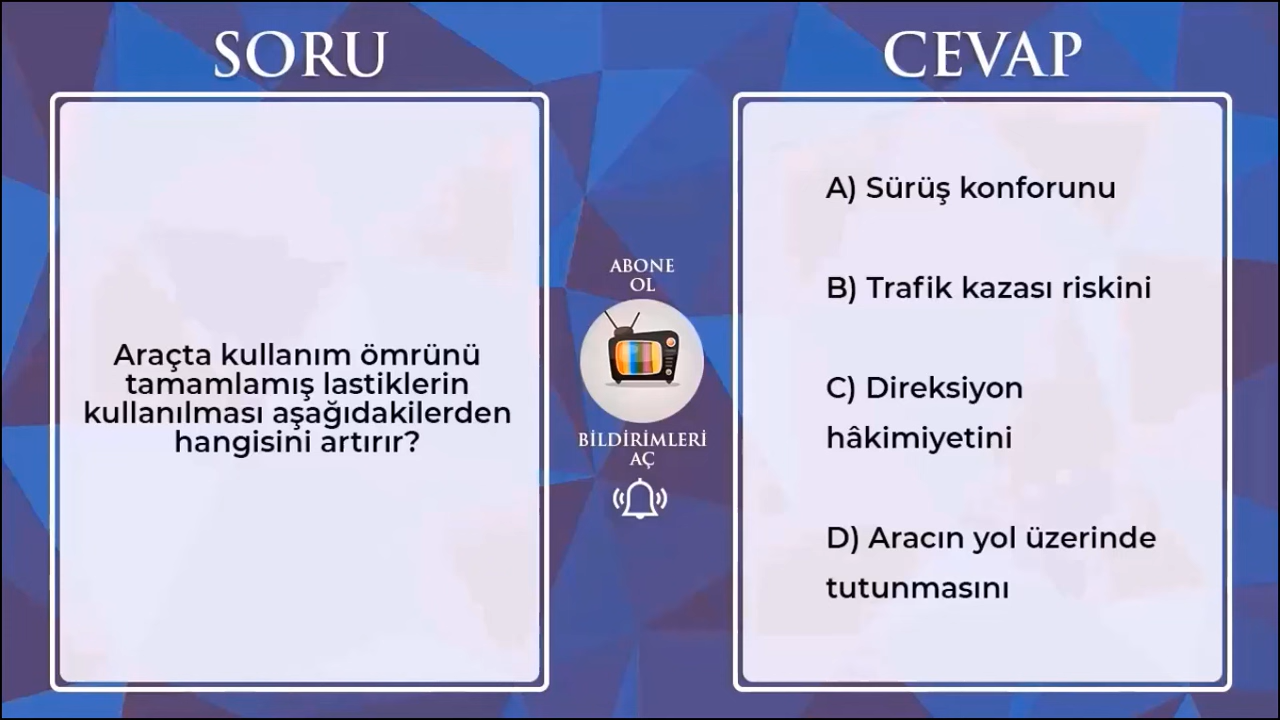 SORU
Araçta kullanım ömrünü
tamamlamış lastiklerin
kullanılması aşağıdakilerden
hangisini artırır?
ABONE
OL
BİLDİRİMLERİ
AÇ
CEVAP
A) Sürüş konforunu
B) Trafik kazası riskini
C) Direksiyon
hâkimiyetini
D) Aracın yol üzerinde
tutunmasını